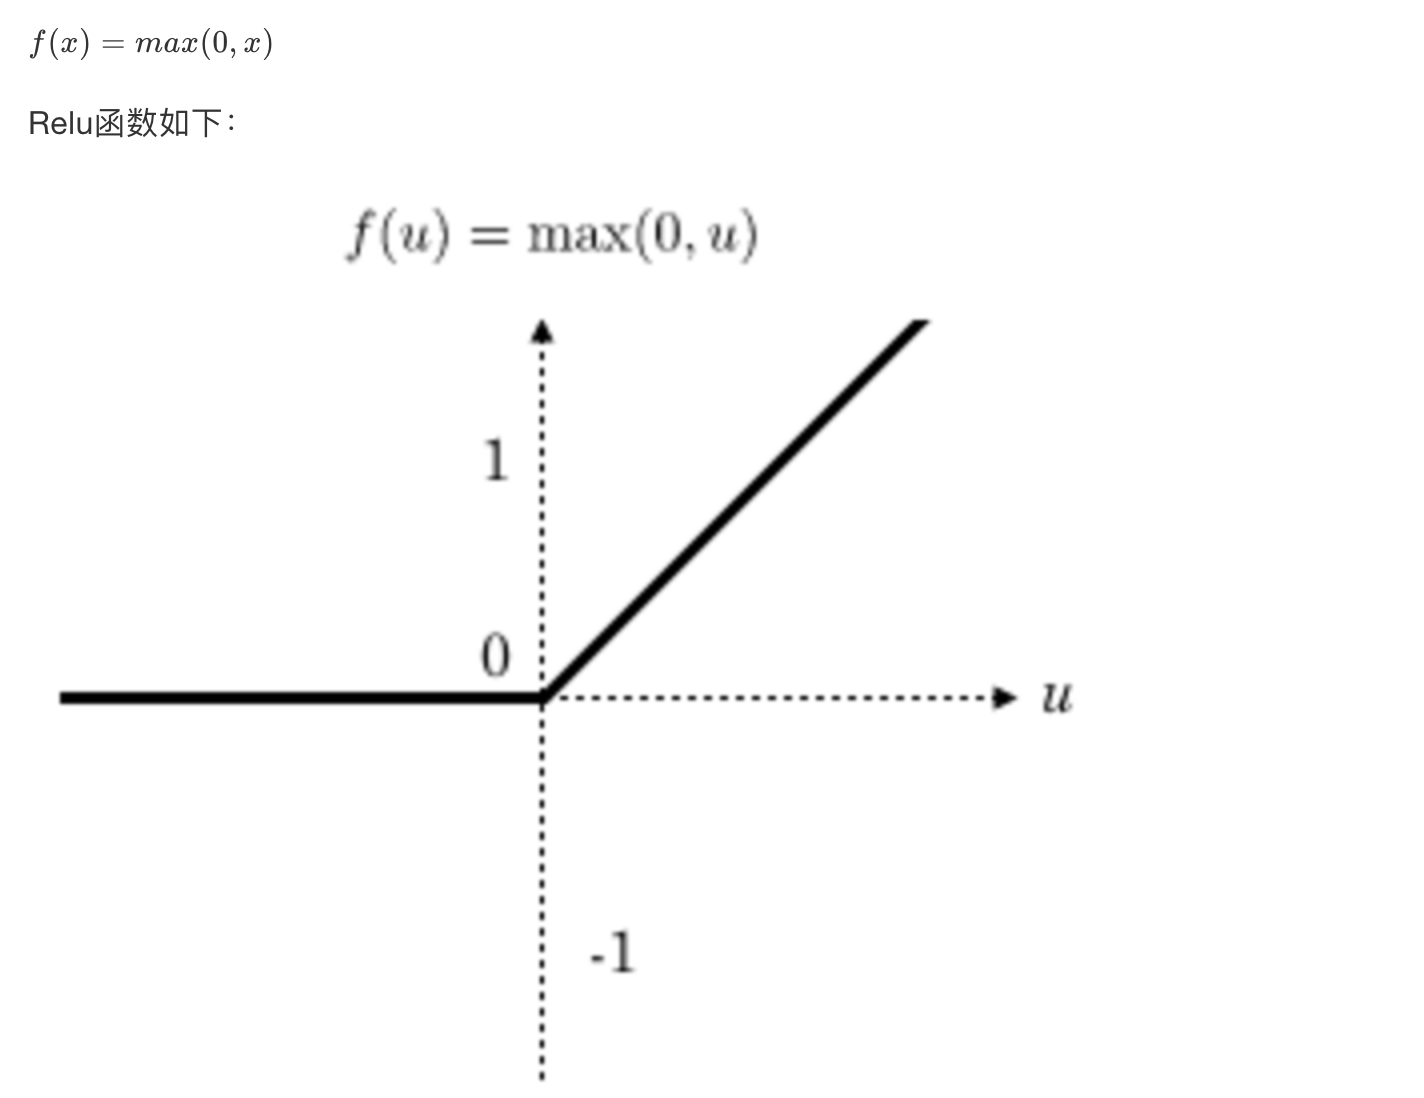 f(x) = max(0, x)
Relu函数如下：
f(u) = max(0, u)
1
0
u
-1